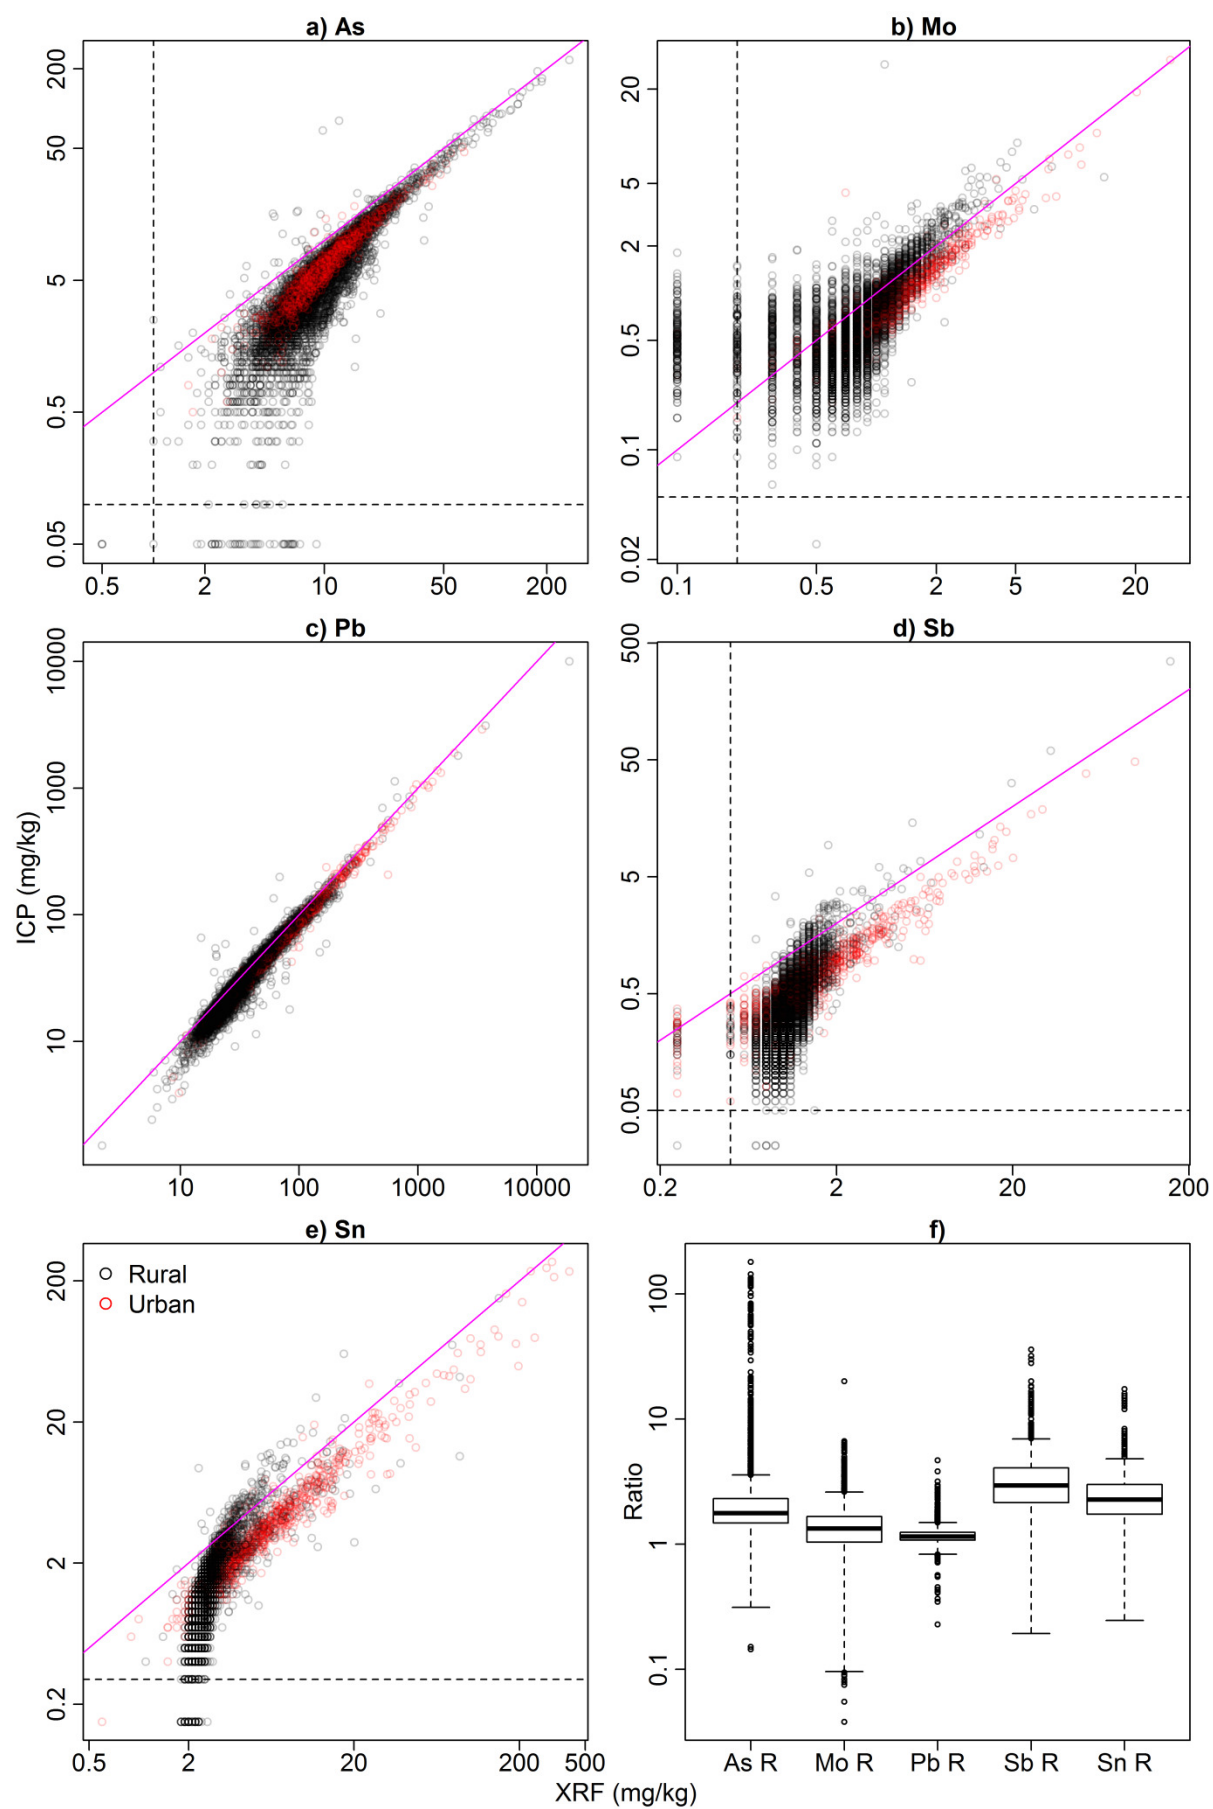 a) As
200
50
5
0.5
0.05
0.5 2 10 50 200
b) Mo
20
5
2
0.5
0.1
0.02
0.1 0.5 2 5 20
c) Pb
10000
1000
100
10
10 100 1000 10000
ICP (mg/kg)
d) Sb
500
50
5
0.5
0.05
0.2 2 20 200
e) Sn
Rural
Urban
200
20
2
0.2
0.5 2 20 200 500
f)
Ratio
100
10
1
0.1
As R Mo R Pb R Sb R Sn R
XRF (mg/kg)